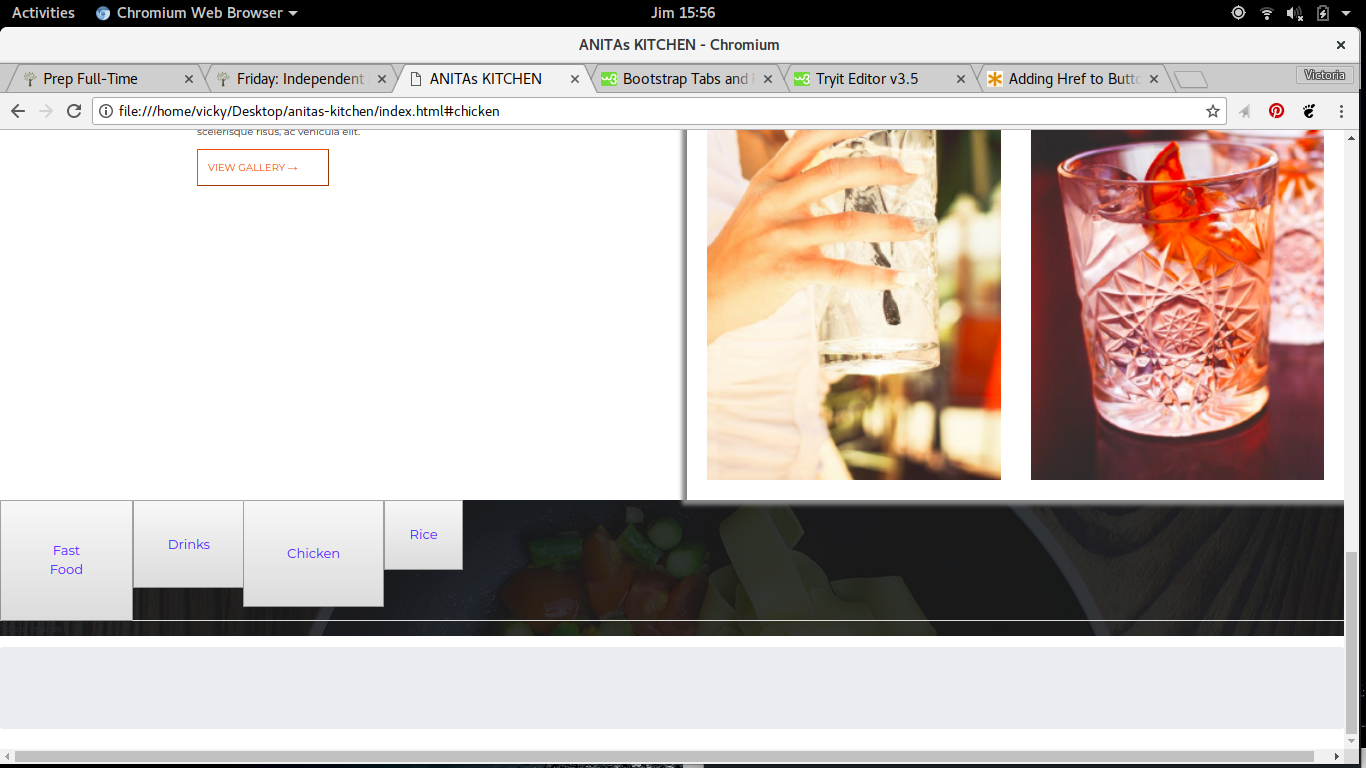 Activities Chromium Web Browser Jim 15:56
ANITAs KITCHEN - Chromium
Prep Full-Time Friday: Independent ANITAs KITCHEN Bootstrap Tabs and Tryit Editor v3.5 Adding Href to Butto Victoria
file:///home/vicky/Desktop/anitas-kitchen/index.html#chicken
scelerisque risus, ac vehicula elit.
VIEW GALLERY →
Fast
Food
Drinks
Chicken
Rice